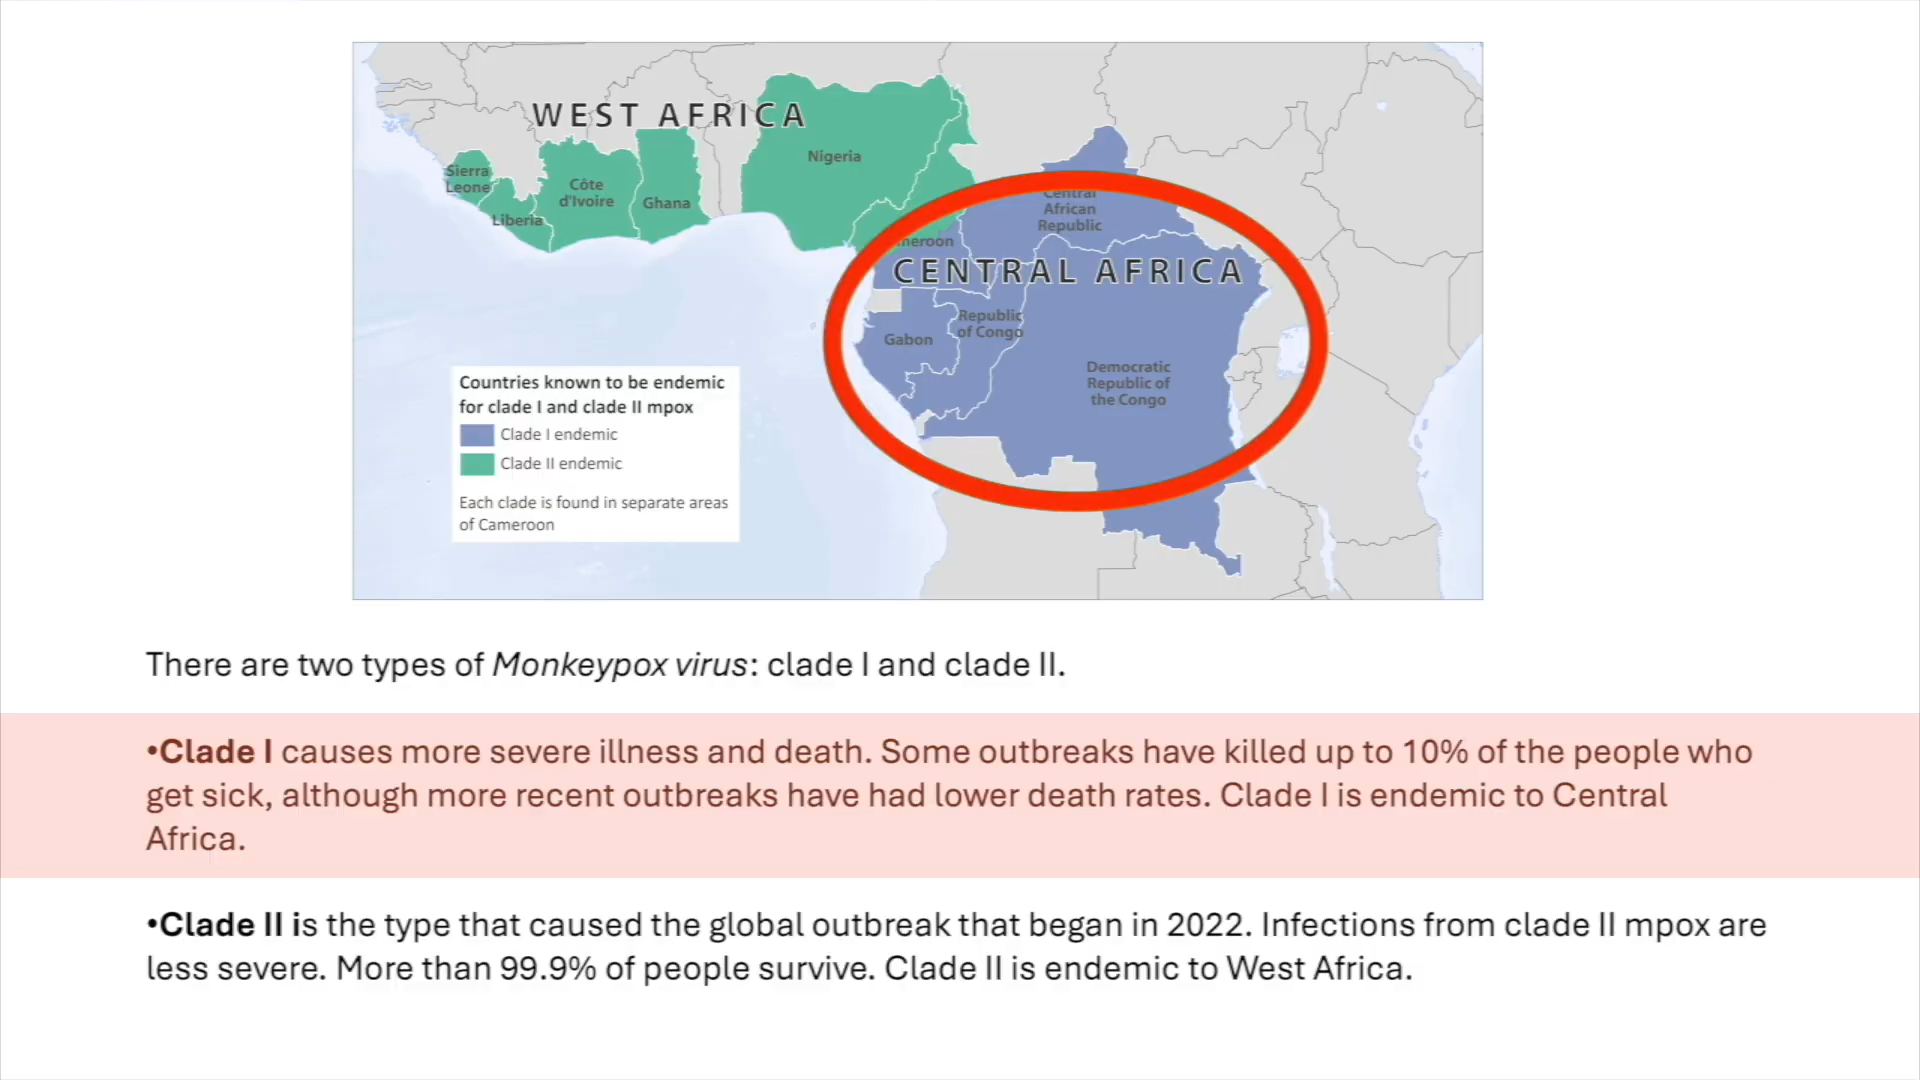 WEST AFRICA
Nigeria
Sierra
Leone
Côte
d'Ivoire
Ghana
Liberia
Central
African
Republic
CENTRAL AFRICA
Republic
of Congo
Gabon
Democratic
Republic of
the Congo
Countries known to be endemic
for clade I and clade II mpox
Clade I endemic
Clade II endemic
Each clade is found in separate areas
of Cameroon
There are two types of Monkeypox virus: clade I and clade II.
•Clade I causes more severe illness and death. Some outbreaks have killed up to 10% of the people who
get sick, although more recent outbreaks have had lower death rates. Clade I is endemic to Central
Africa.
•Clade II is the type that caused the global outbreak that began in 2022. Infections from clade II mpox are
less severe. More than 99.9% of people survive. Clade II is endemic to West Africa.